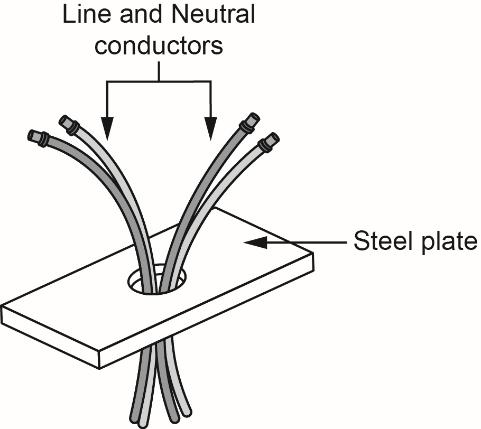 Line and Neutral
conductors
Steel plate